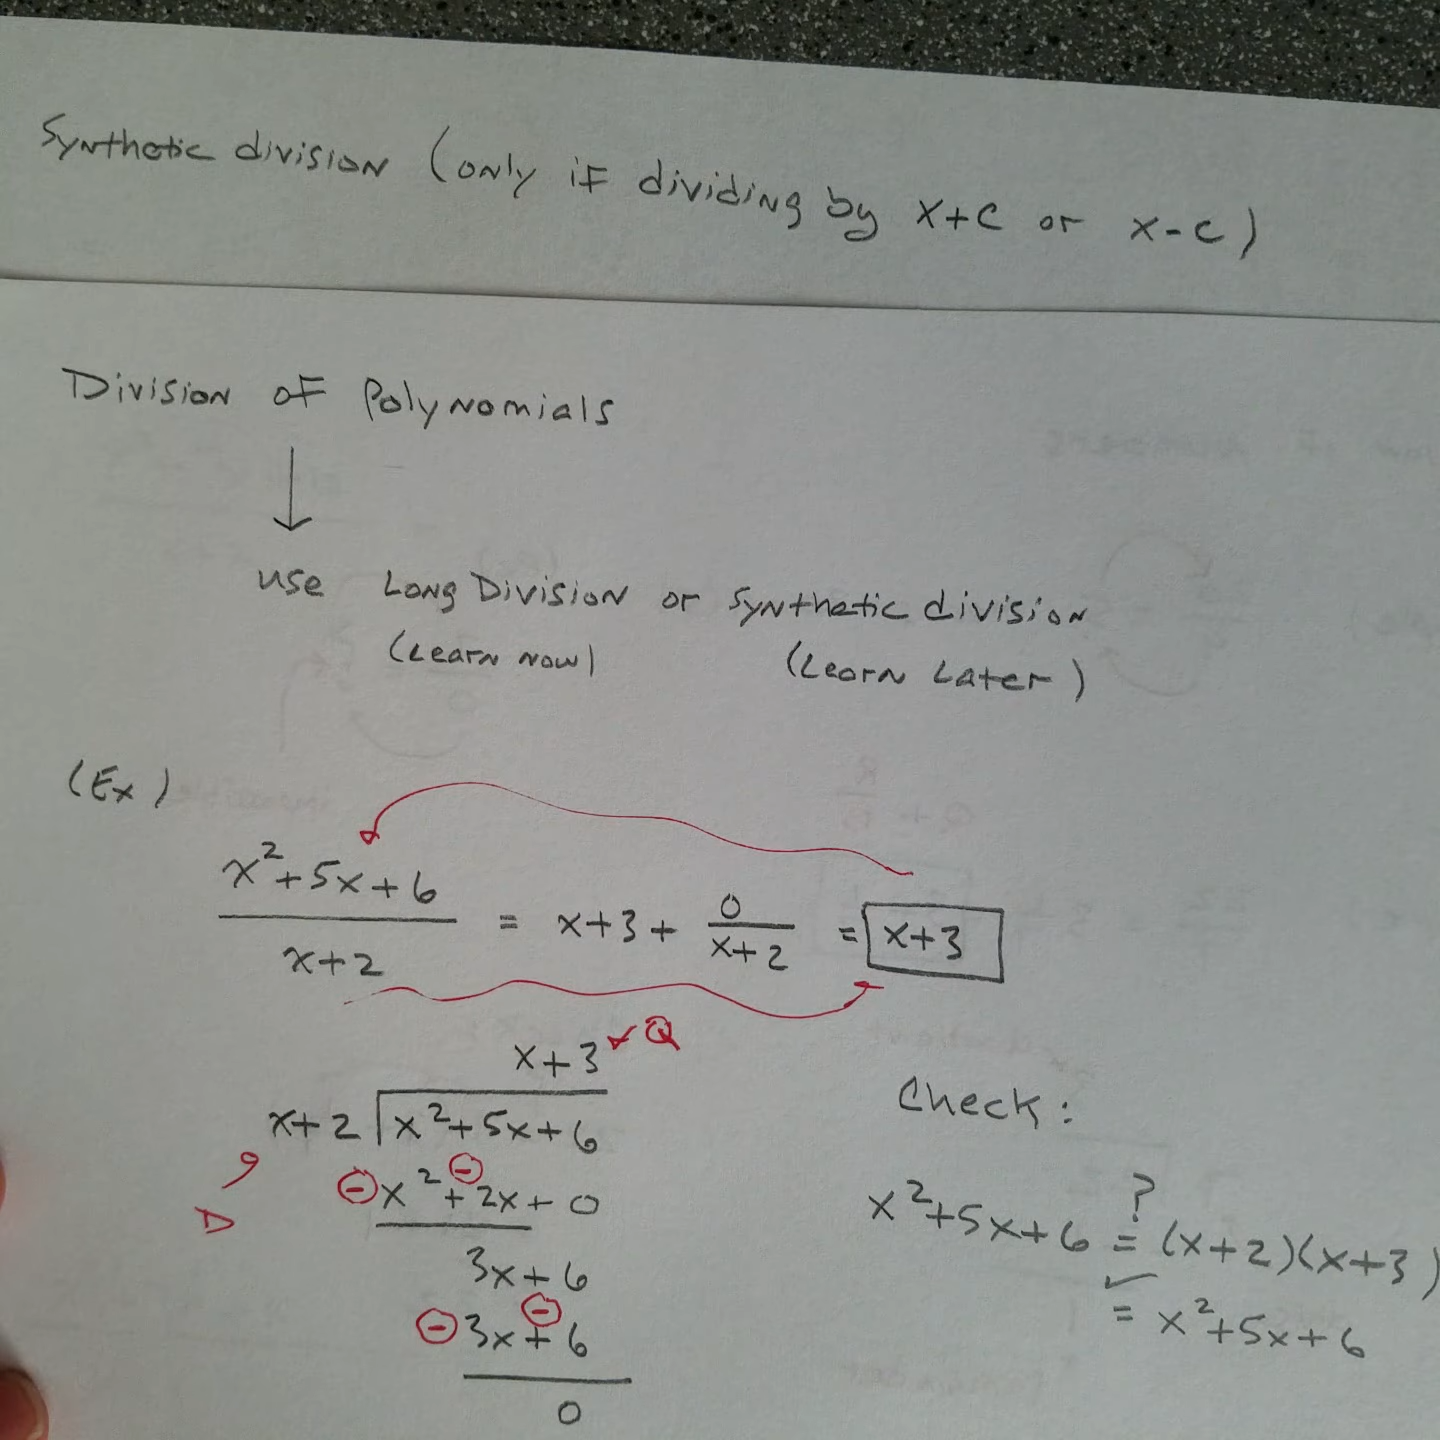 Synthetic division (only if dividing by x+c or x-c)
Division of Polynomials
use Long Division or synthetic division
(Learn now) (Learn Later)
(Ex)
x²+5x+6 / x+2 = x+3 + 0 / x+2 = x+3
x+3 Q
x+2 x²+5x+6
- x² + - 2x + 0
D
3x+6
- 3x + - 6
0
Check:
x²+5x+6 ?= (x+2)(x+3)
✓= x²+5x+6